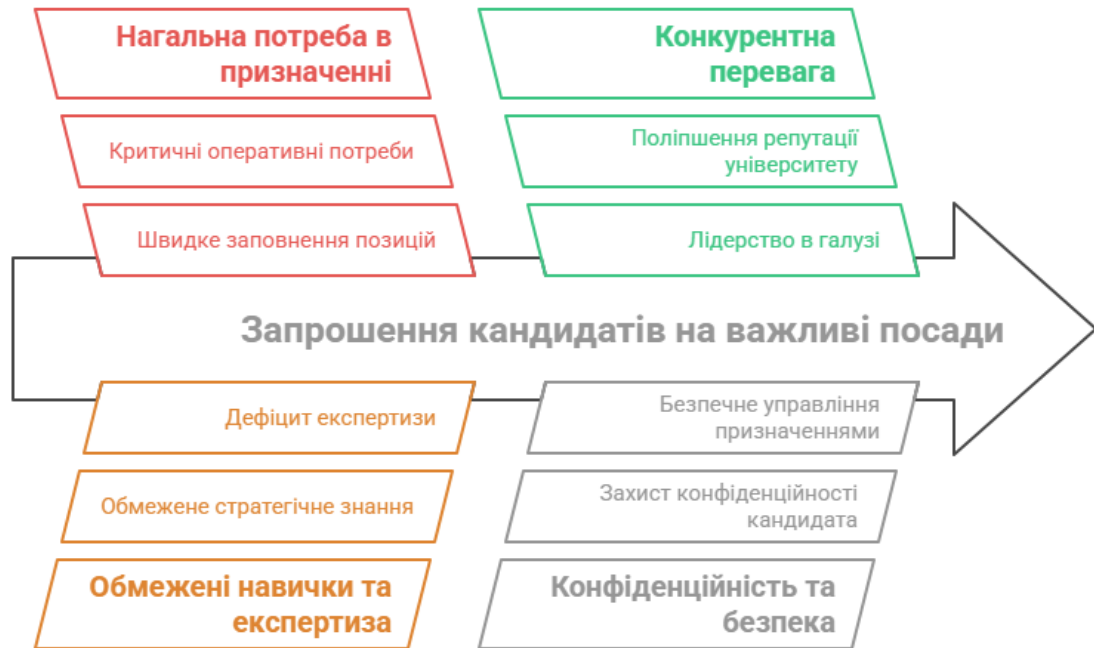 Нагальна потреба в
призначенні
Критичні оперативні потреби
Швидке заповнення позицій
Конкурентна
перевага
Поліпшення репутації
університету
Лідерство в галузі
Запрошення кандидатів на важливі посади
Дефіцит експертизи
Обмежене стратегічне знання
Обмежені навички та
експертиза
Безпечне управління
призначеннями
Захист конфіденційності
кандидата
Конфіденційність та
безпека